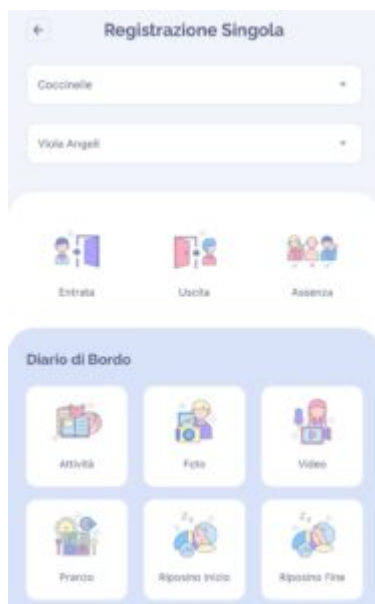 Registrazione Singola
Coccinelle
Viola Angeli
Entrata Uscita Assenza
Diario di Bordo
Attività Foto Video
Pranzo Riposino Inizio Riposino Fine